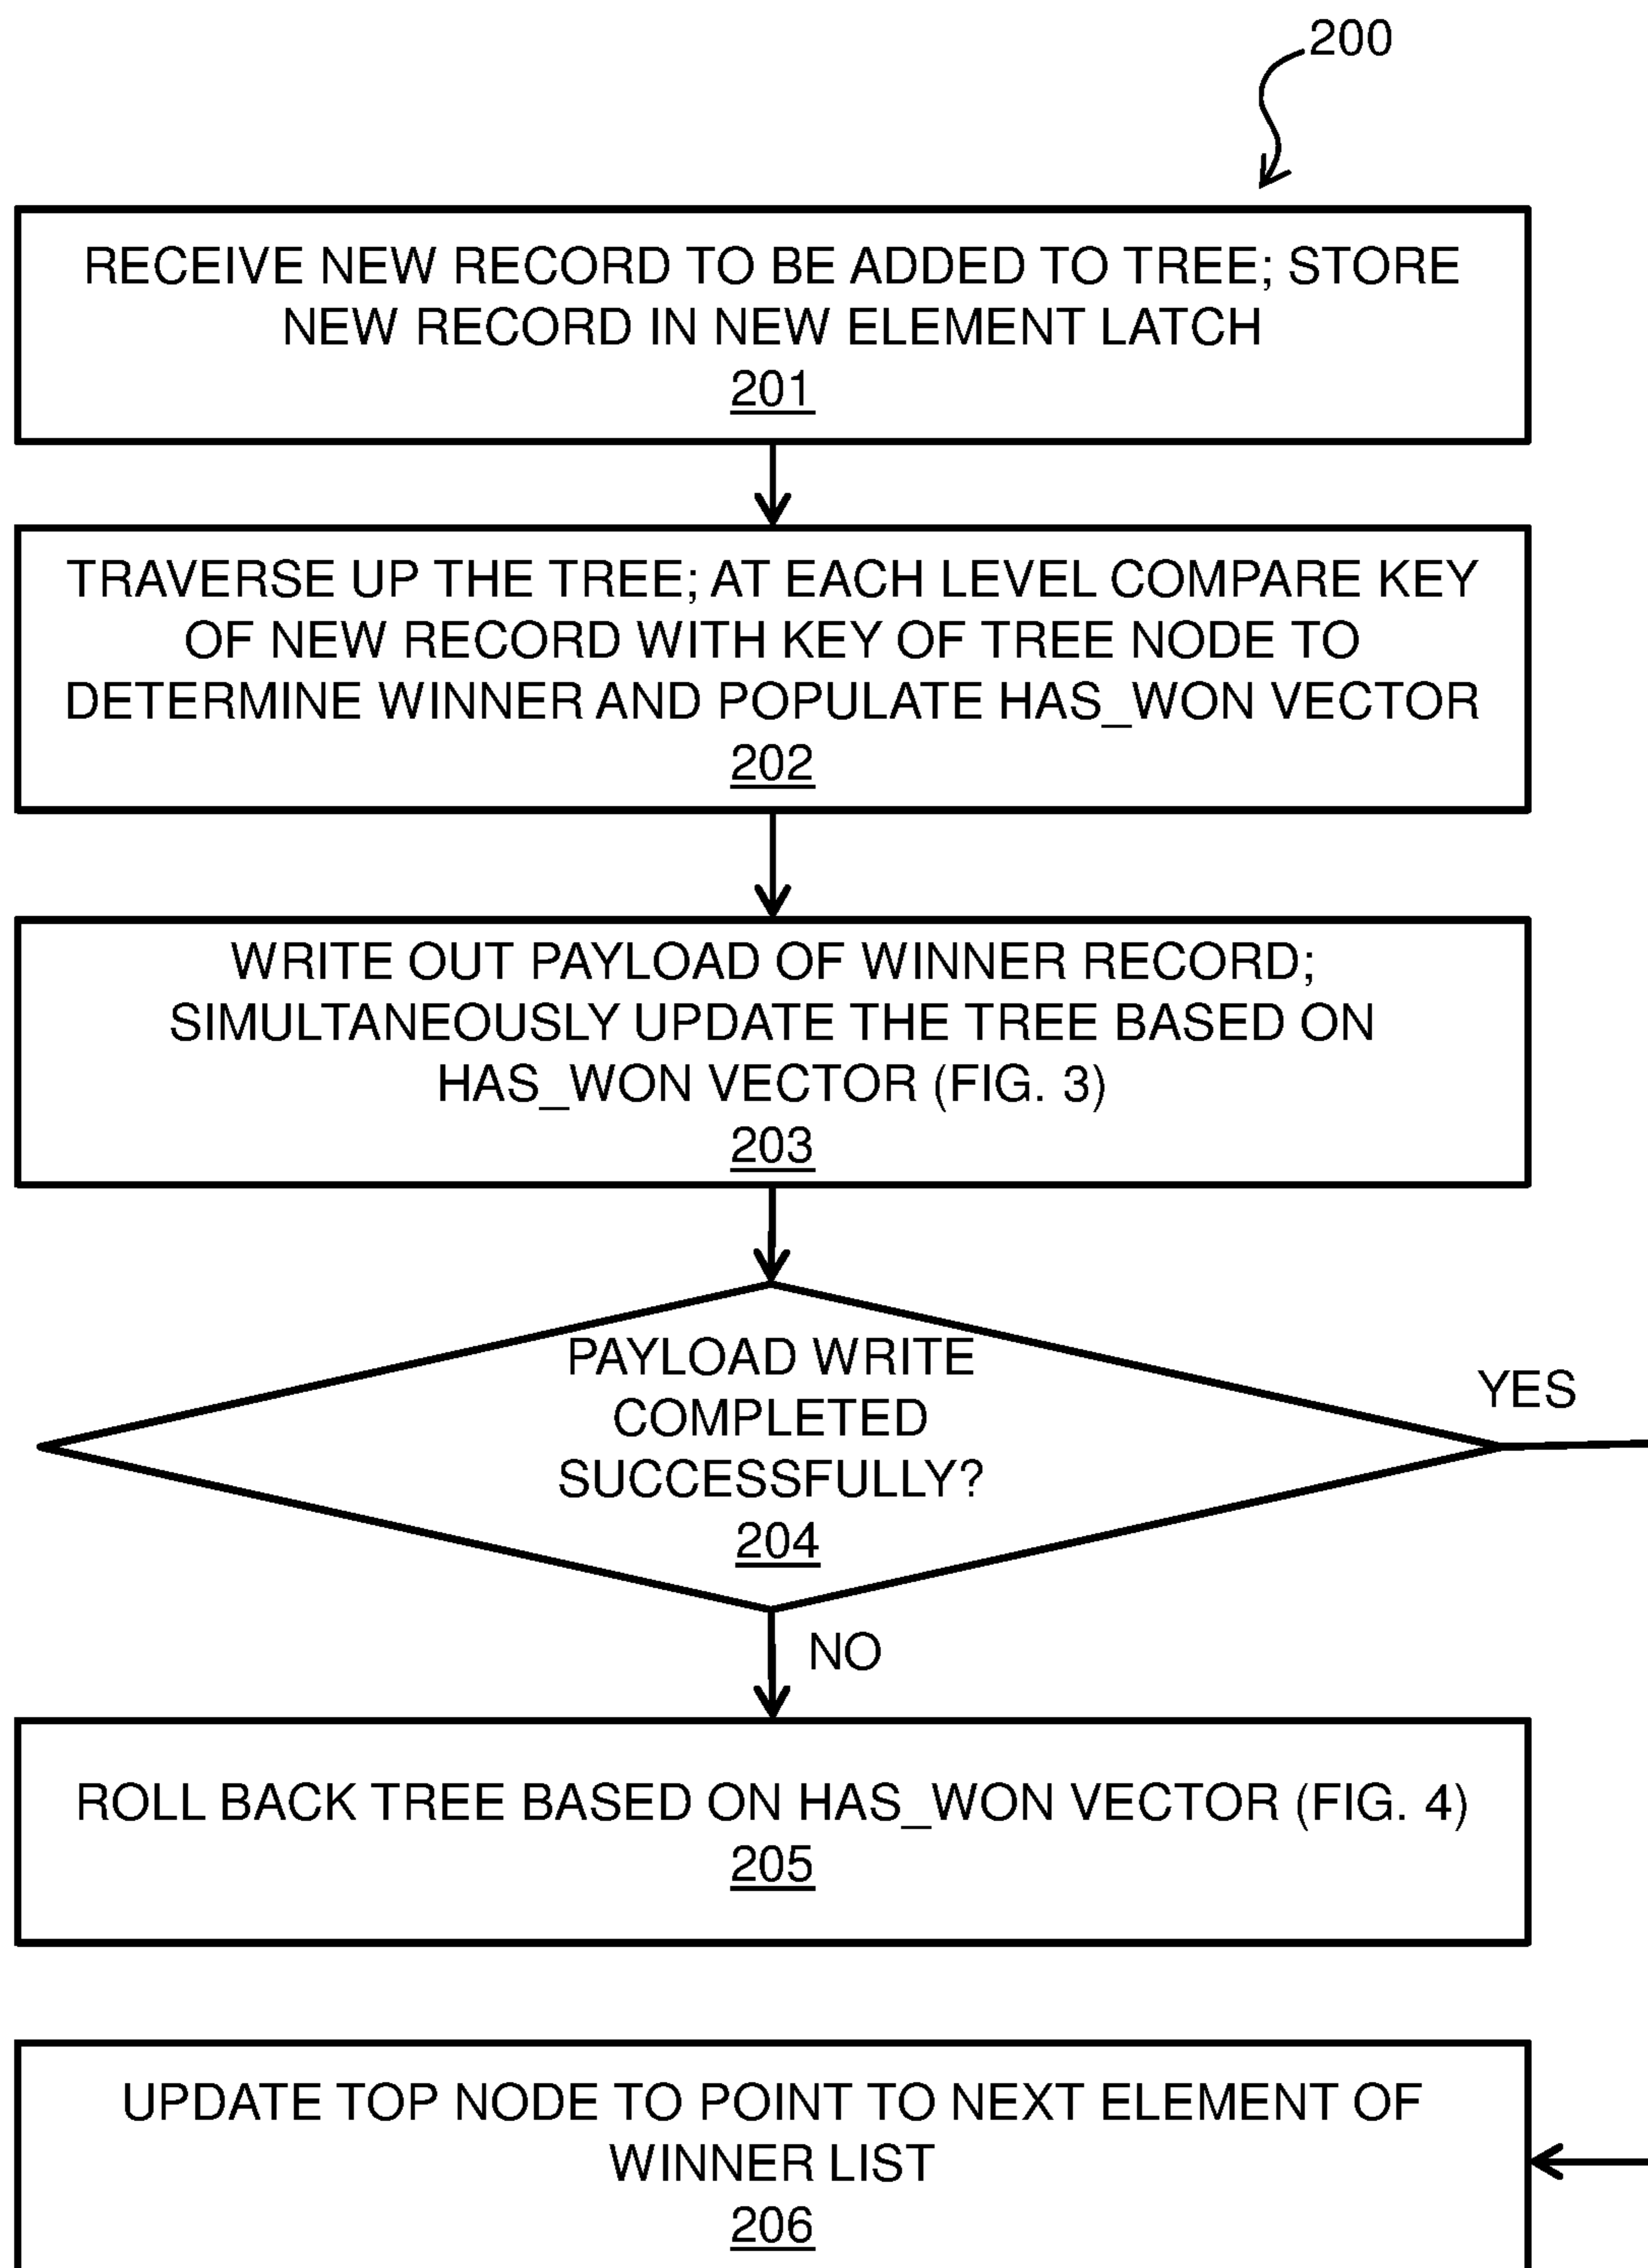 200
RECEIVE NEW RECORD TO BE ADDED TO TREE; STORE
NEW RECORD IN NEW ELEMENT LATCH
201
TRAVERSE UP THE TREE; AT EACH LEVEL COMPARE KEY
OF NEW RECORD WITH KEY OF TREE NODE TO
DETERMINE WINNER AND POPULATE HAS_WON VECTOR
202
WRITE OUT PAYLOAD OF WINNER RECORD;
SIMULTANEOUSLY UPDATE THE TREE BASED ON
HAS_WON VECTOR (FIG. 3)
203
PAYLOAD WRITE
COMPLETED
SUCCESSFULLY?
204
YES
NO
ROLL BACK TREE BASED ON HAS_WON VECTOR (FIG. 4)
205
UPDATE TOP NODE TO POINT TO NEXT ELEMENT OF
WINNER LIST
206